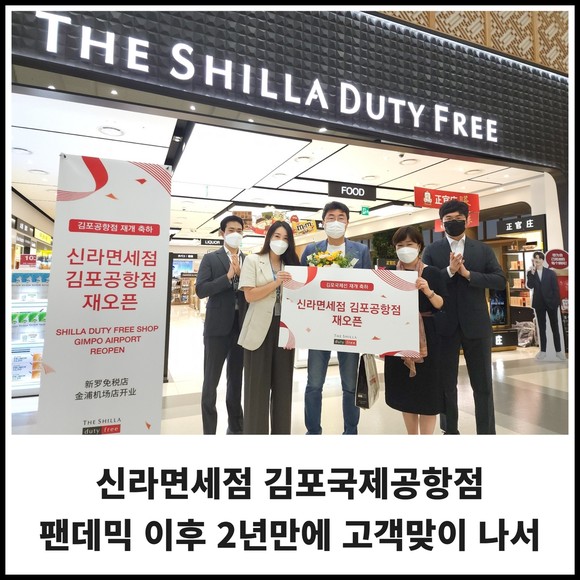 THE SHILLA DUTY FREE
FOOD
LIQUOR
m&m's
正官庄
正官庄
김포공항점 재개 축하
신라면세점
김포공항점
재오픈
SHILLA DUTY FREE SHOP
GIMPO AIRPORT
REOPEN
新罗免税店
金浦机场店开业
THE SHILLA
duty free
김포국제선 재개 축하
신라면세점 김포공항점
재오픈
THE SHILLA
duty free
신라면세점 김포국제공항점
팬데믹 이후 2년만에 고객맞이 나서